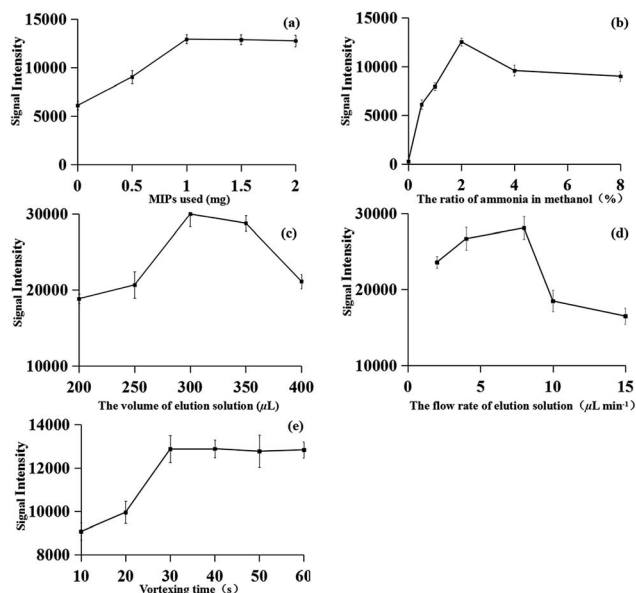 (a)
Signal Intensity
15000
10000
5000
0
0 0.5 1 1.5 2
MIPs used (mg)
(b)
Signal Intensity
15000
10000
5000
0
0 2 4 6 8
The ratio of ammonia in methanol（%）
(c)
Signal Intensity
30000
20000
10000
200 250 300 350 400
The volume of elution solution (μL)
(d)
Signal Intensity
30000
20000
10000
0 5 10 15
The flow rate of elution solution（μL min⁻¹）
(e)
Signal Intensity
14000
12000
10000
8000
10 20 30 40 50 60
Vortexing time（s）